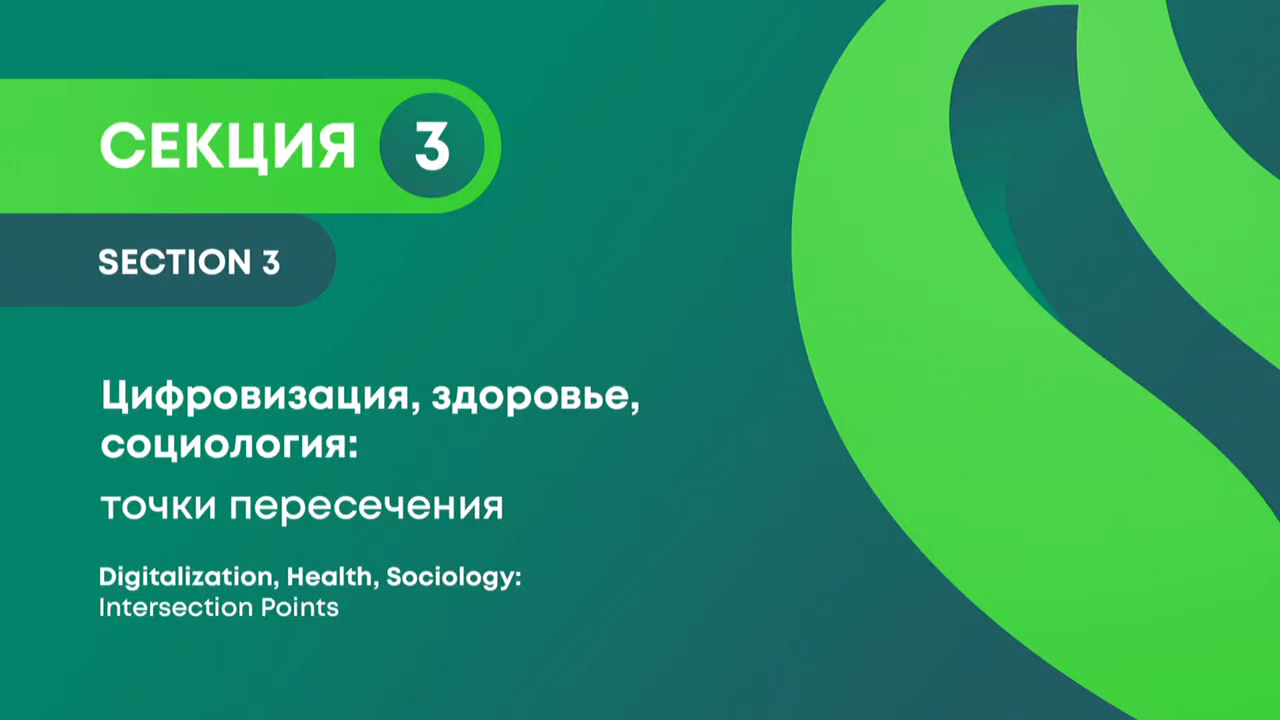 СЕКЦИЯ 3
SECTION 3
Цифровизация, здоровье,
социология:
точки пересечения
Digitalization, Health, Sociology:
Intersection Points